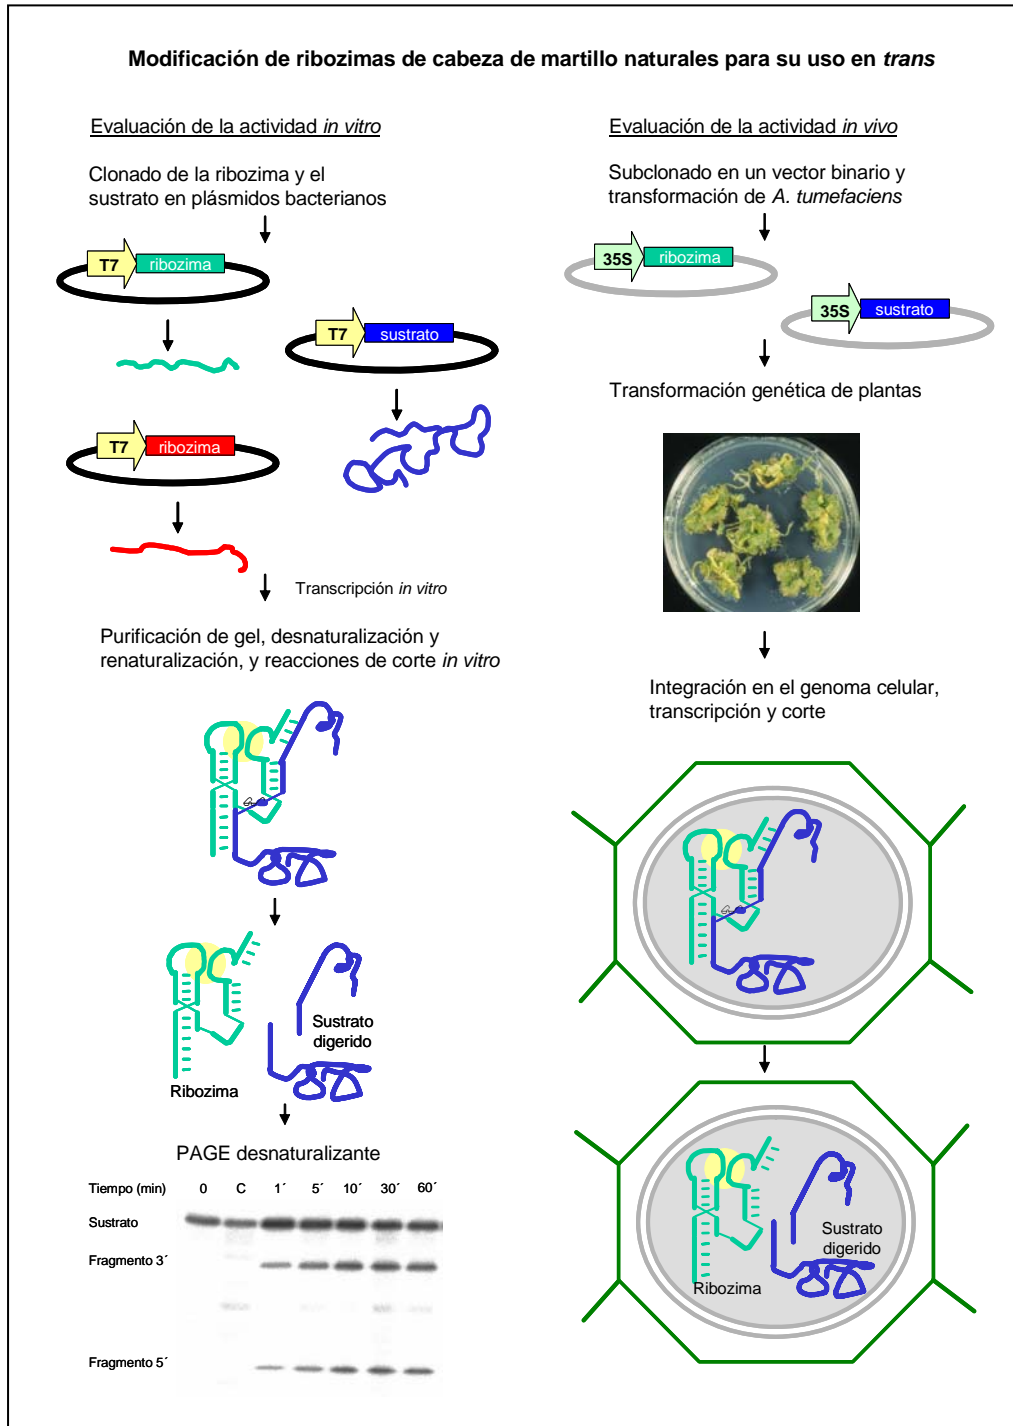 Modificación de ribozimas de cabeza de martillo naturales para su uso en trans
Evaluación de la actividad in vitro
Clonado de la ribozima y el
sustrato en plásmidos bacterianos
T7 ribozima
T7 sustrato
T7 ribozima
Transcripción in vitro
Purificación de gel, desnaturalización y
renaturalización, y reacciones de corte in vitro
Sustrato
digerido
Ribozima
PAGE desnaturalizante
Tiempo (min) 0 C 1´ 5´ 10´ 30´ 60´
Sustrato
Fragmento 3´
Fragmento 5´
Evaluación de la actividad in vivo
Subclonado en un vector binario y
transformación de A. tumefaciens
35S ribozima
35S sustrato
Transformación genética de plantas
Integración en el genoma celular,
transcripción y corte
Sustrato
digerido
Ribozima